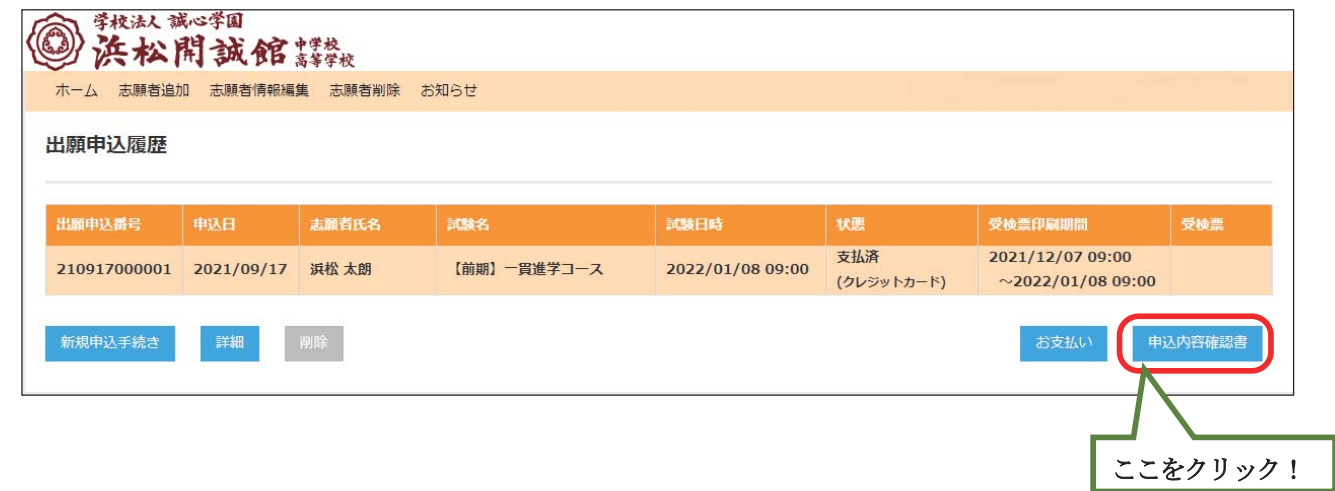 学校法人 誠心学園
浜松開誠館 中学校 高等学校
ホーム 志願者追加 志願者情報編集 志願者削除 お知らせ
出願申込履歴
出願申込番号 申込日 志願者氏名 試験名 試験日時 状態 受検票印刷期間 受検票
210917000001 2021/09/17 浜松 太朗 【前期】一貫進学コース 2022/01/08 09:00 支払済 2021/12/07 09:00
(クレジットカード) ～2022/01/08 09:00
新規申込手続き 詳細 削除 お支払い 申込内容確認書
ここをクリック！